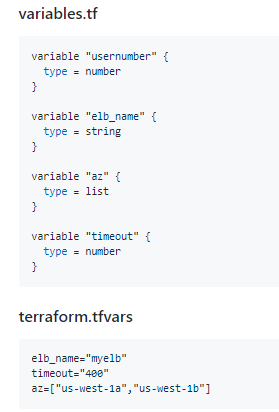 variables.tf
variable "usernumber" {
  type = number
}
variable "elb_name" {
  type = string
}
variable "az" {
  type = list
}
variable "timeout" {
  type = number
}
terraform.tfvars
elb_name="myelb"
timeout="400"
az=["us-west-1a","us-west-1b"]